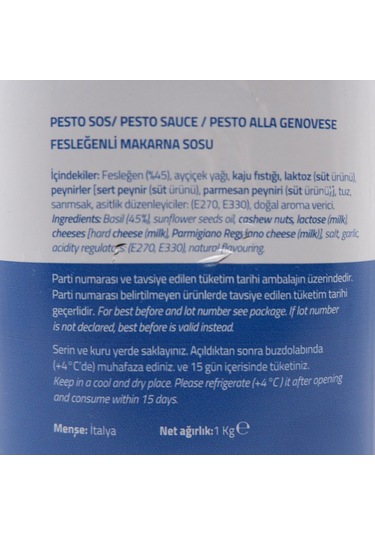 PESTO SOS/ PESTO SAUCE / PESTO ALLA GENOVESE
FESLEĞENLİ MAKARNA SOSU
İçindekiler: Fesleğen (%45), ayçiçek yağı, kaju fıstığı, laktoz (süt ürünü),
peynirler [sert peynir (süt ürünü), parmesan peyniri (süt ürünü)], tuz,
sarımsak, asitlik düzenleyiciler: (E270, E330), doğal aroma verici.
Ingredients: Basil (45%), sunflower seeds oil, cashew nuts, lactose (milk),
cheeses [hard cheese (milk), Parmigiano Regiano cheese (milk)], salt, garlic,
acidity regulators (E270, E330), natural flavouring.
Parti numarası ve tavsiye edilen tüketim tarihi ambalajın üzerindedir.
Parti numarası belirtilmeyen ürünlerde tavsiye edilen tüketim tarihi
geçerlidir. For best before and lot number see package. If lot number
is not declared, best before is valid instead.
Serin ve kuru yerde saklayınız. Açıldıktan sonra buzdolabında
(+4°C'de) muhafaza ediniz. ve 15 gün içerisinde tüketiniz.
Keep in a cool and dry place. Please refrigerate (+4°C ) it after opening
and consume within 15 days.
Menşe: İtalya Net ağırlık: 1 Kg ℮